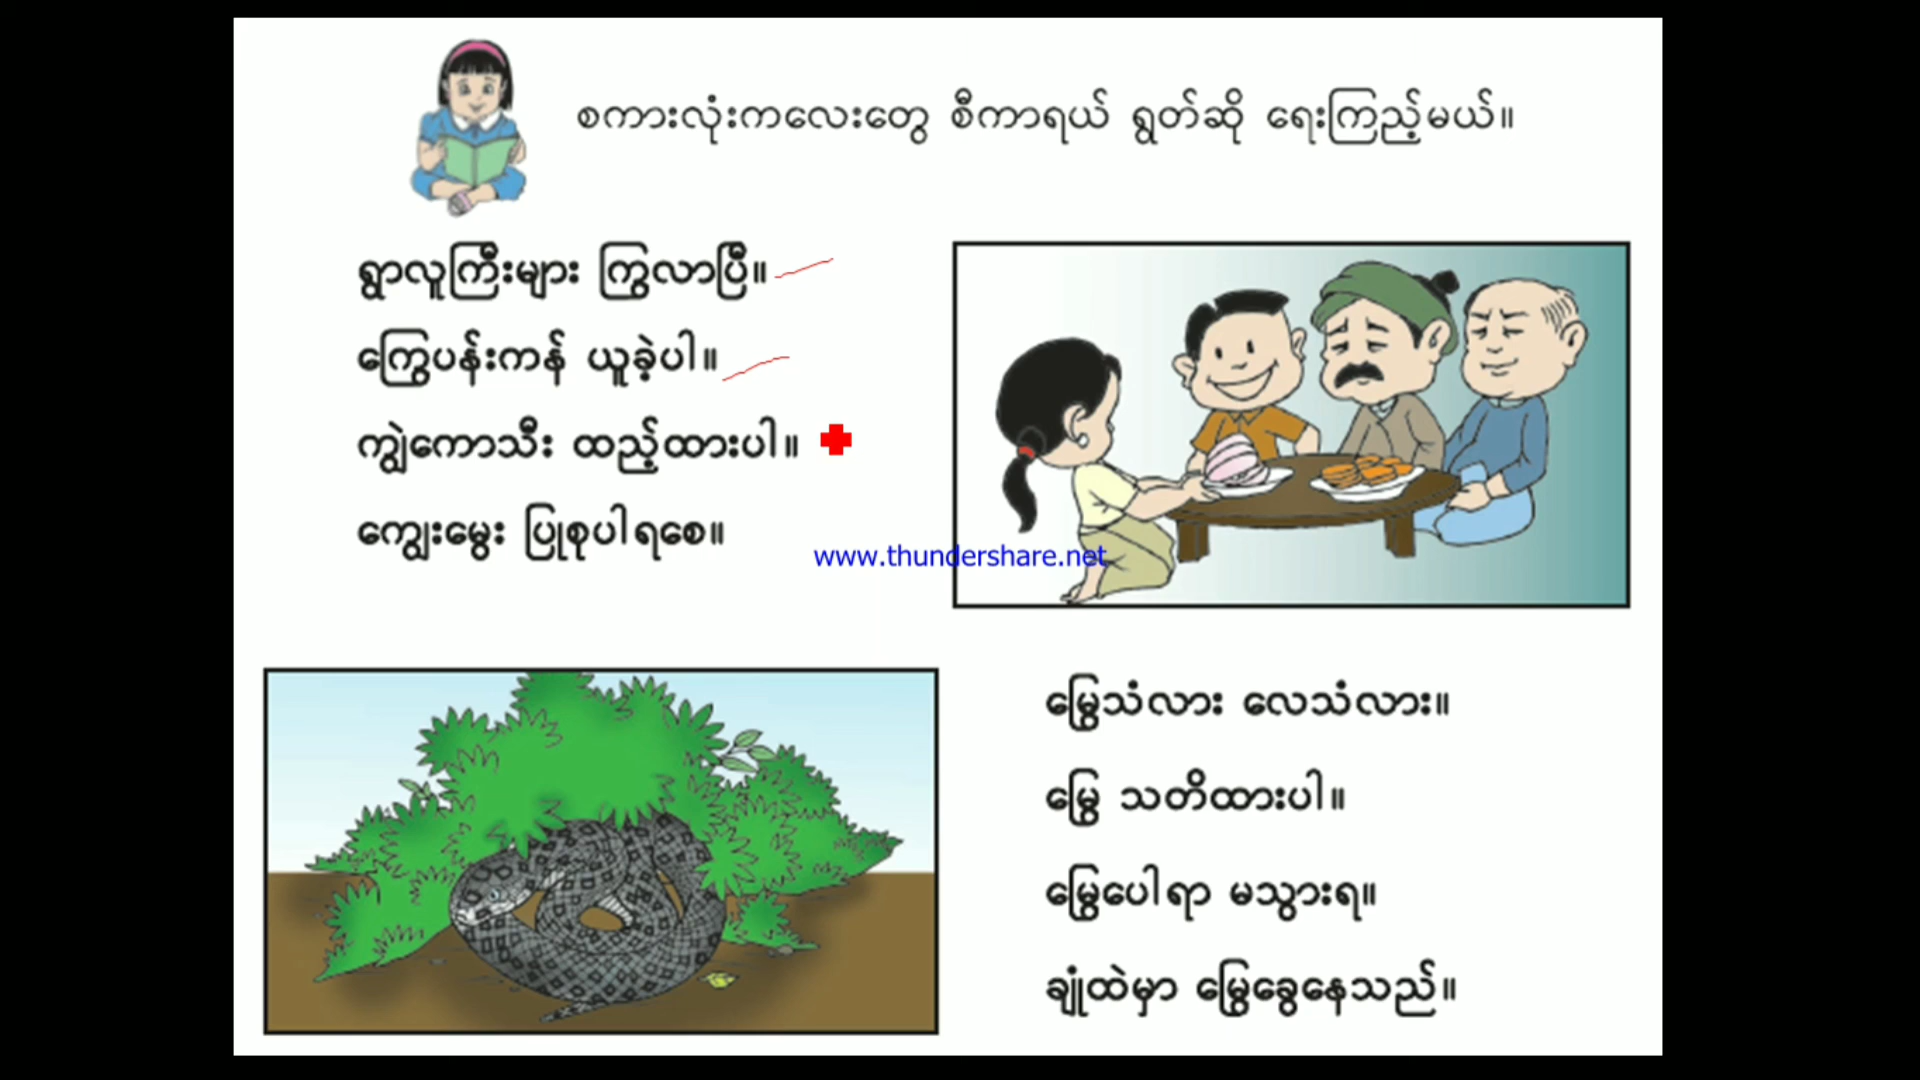 စကားလုံးကလေးတွေ စီကာရယ် ရွတ်ဆို ရေးကြည့်မယ်။
ရွာလူကြီးများ ကြွလာပြီ။
ကြွေပန်းကန် ယူခဲ့ပါ။
ကျွဲကောသီး ထည့်ထားပါ။
ကျွေးမွေး ပြုစုပါရစေ။
www.thundershare.net
မြွေသံလား လေသံလား။
မြွေ သတိထားပါ။
မြွေပေါရာ မသွားရ။
ချုံထဲမှာ မြွေခွေနေသည်။